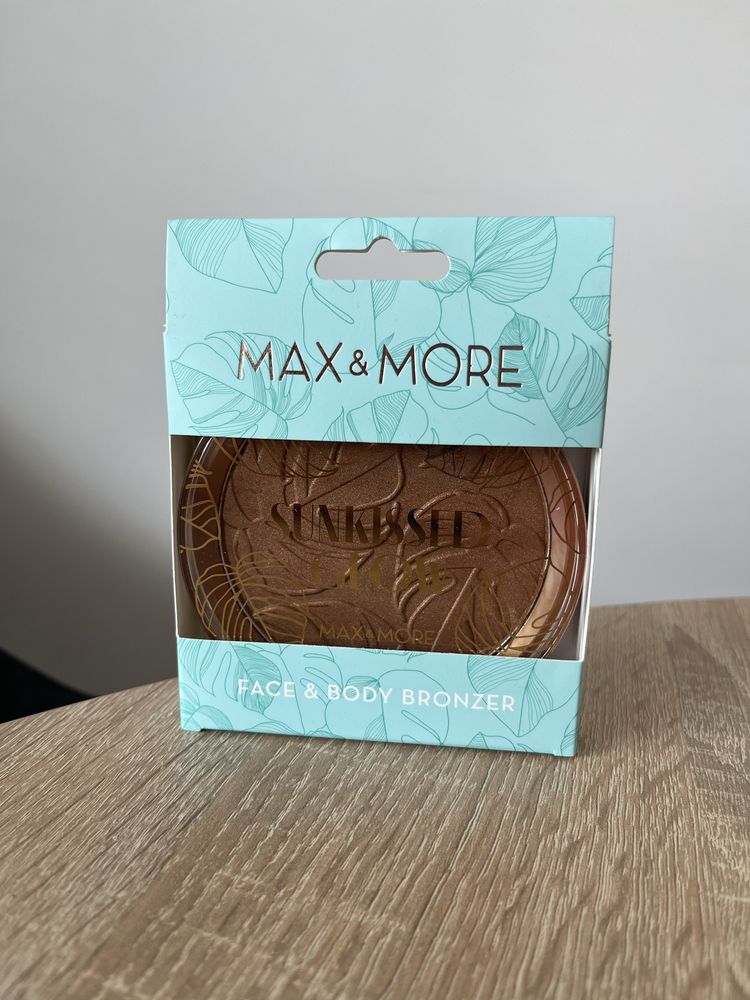 MAX & MORE
SUNKISSED
GLOW
MAX & MORE
FACE & BODY BRONZER